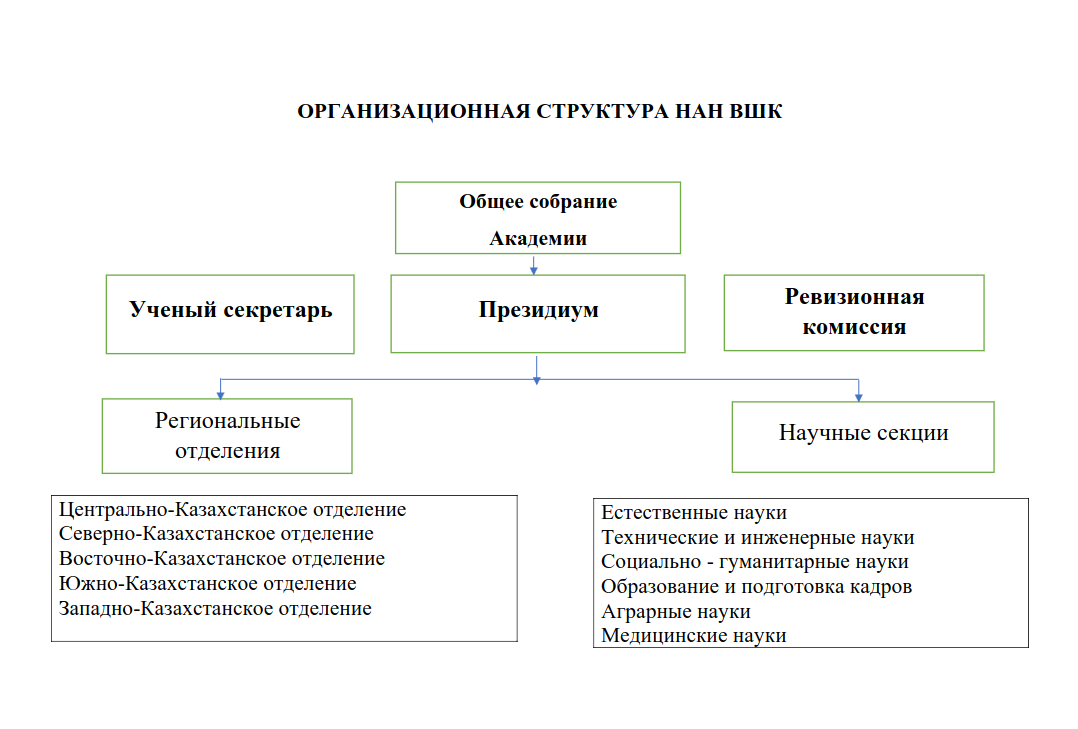 ОРГАНИЗАЦИОННАЯ СТРУКТУРА НАН ВШК
Общее собрание
Академии
Ученый секретарь
Президиум
Ревизионная
комиссия
Региональные
отделения
Научные секции
Центрально-Казахстанское отделение
Северно-Казахстанское отделение
Восточно-Казахстанское отделение
Южно-Казахстанское отделение
Западно-Казахстанское отделение
Естественные науки
Технические и инженерные науки
Социально - гуманитарные науки
Образование и подготовка кадров
Аграрные науки
Медицинские науки